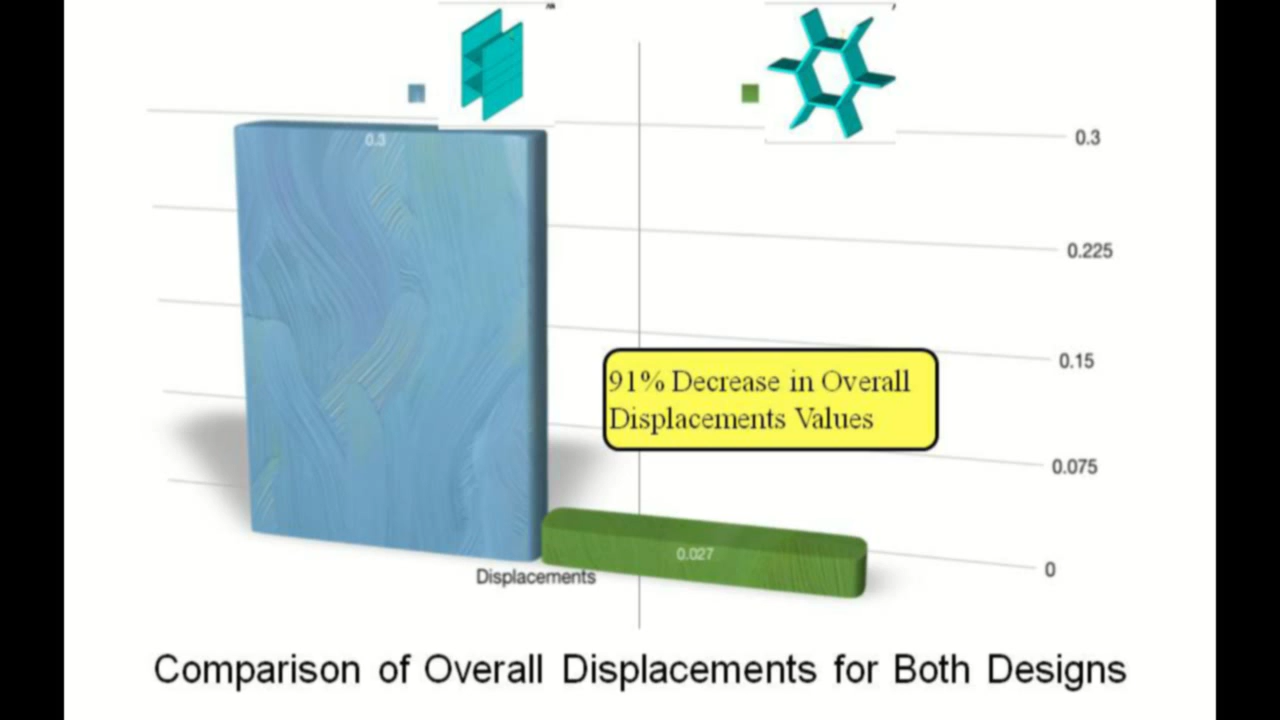 0.3
0.3
0.225
0.15
91% Decrease in Overall
Displacements Values
0.075
0.027
0
Displacements
Comparison of Overall Displacements for Both Designs